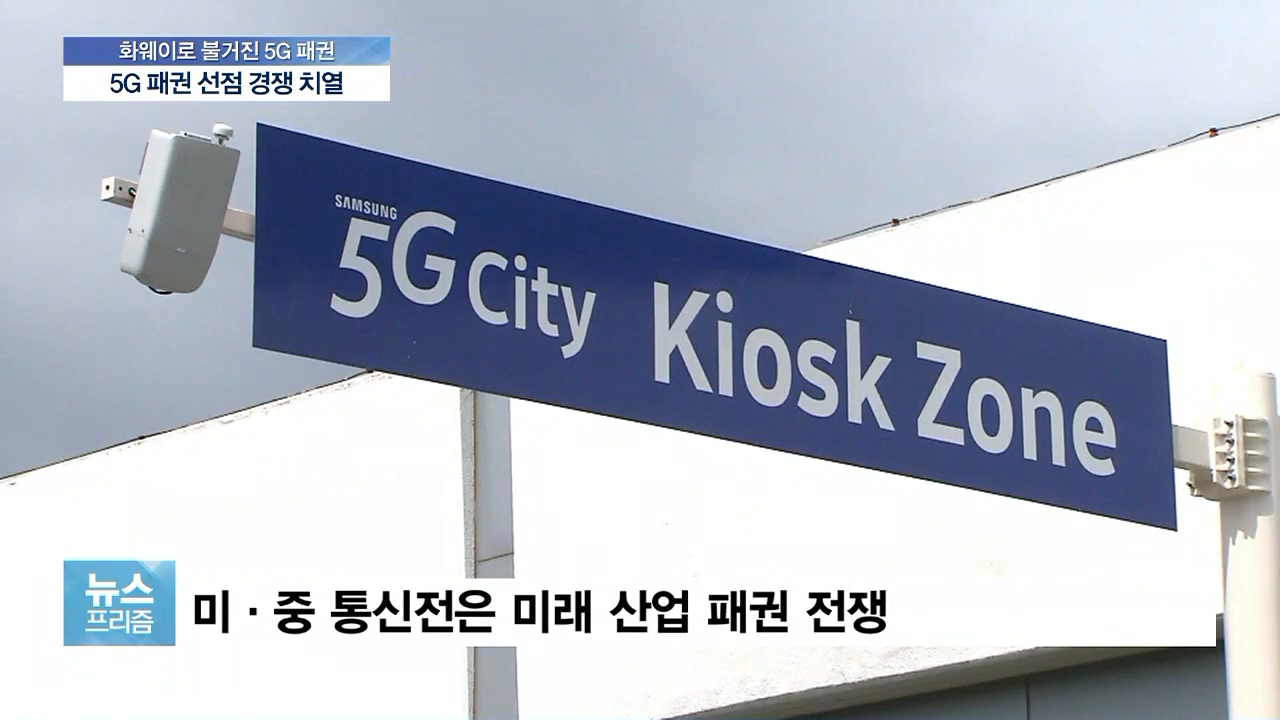 화웨이로 불거진 5G 패권
5G 패권 선점 경쟁 치열
SAMSUNG
5G City Kiosk Zone
뉴스
프리즘
미·중 통신전은 미래 산업 패권 전쟁